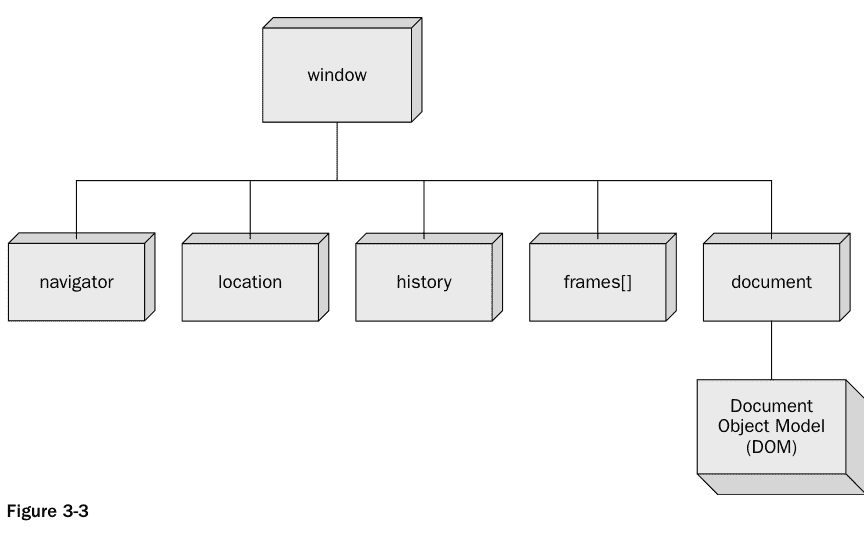 window
navigator
location
history
frames[]
document
Document
Object Model
(DOM)
Figure 3-3